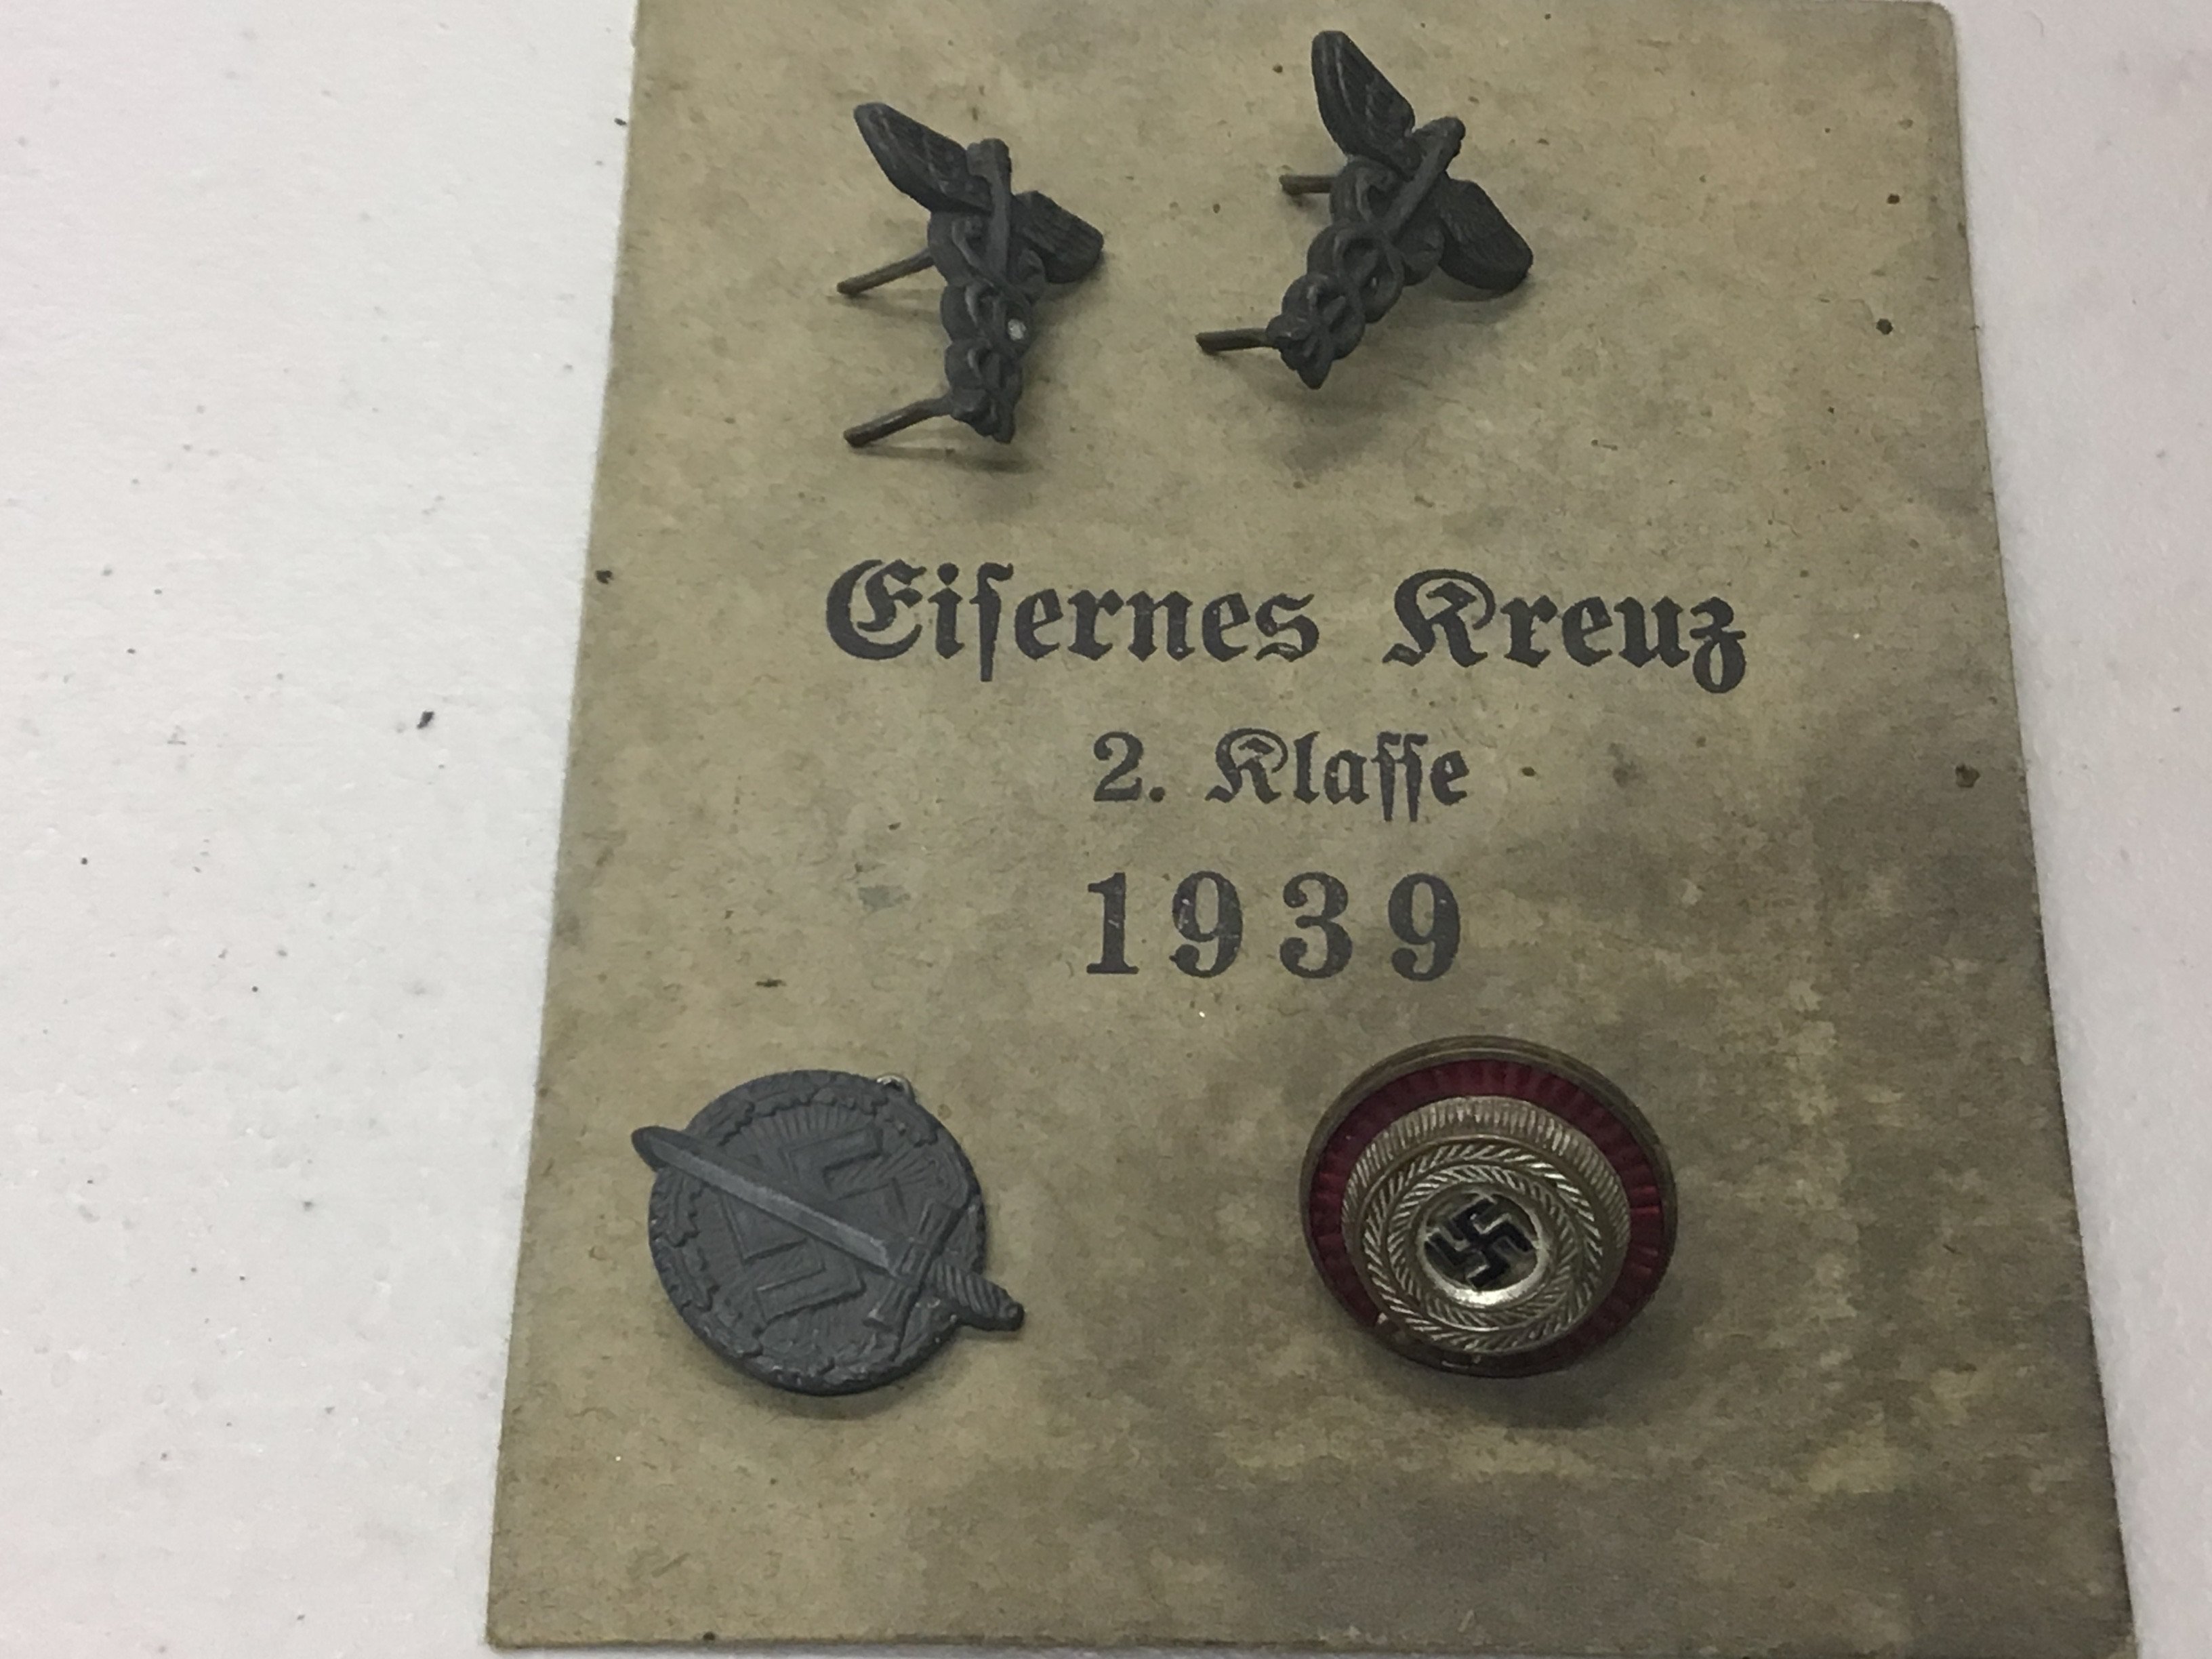 Eiſernes Kreuz
2. Klaſſe
1939